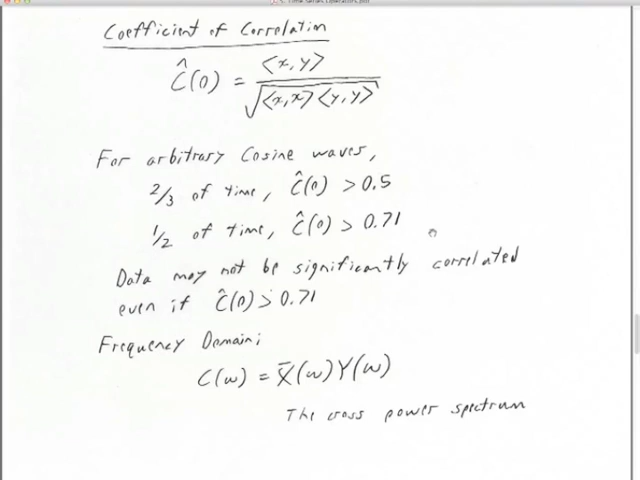 Coefficient of Correlation
Ĉ(0) = <x,y> / √<x,x><y,y>
For arbitrary Cosine waves,
2/3 of time, Ĉ(0) > 0.5
1/2 of time, Ĉ(0) > 0.71
Data may not be significantly correlated
even if Ĉ(0) > 0.71
Frequency Domain;
C(ω) = X̄(ω)Y(ω)
The cross power spectrum